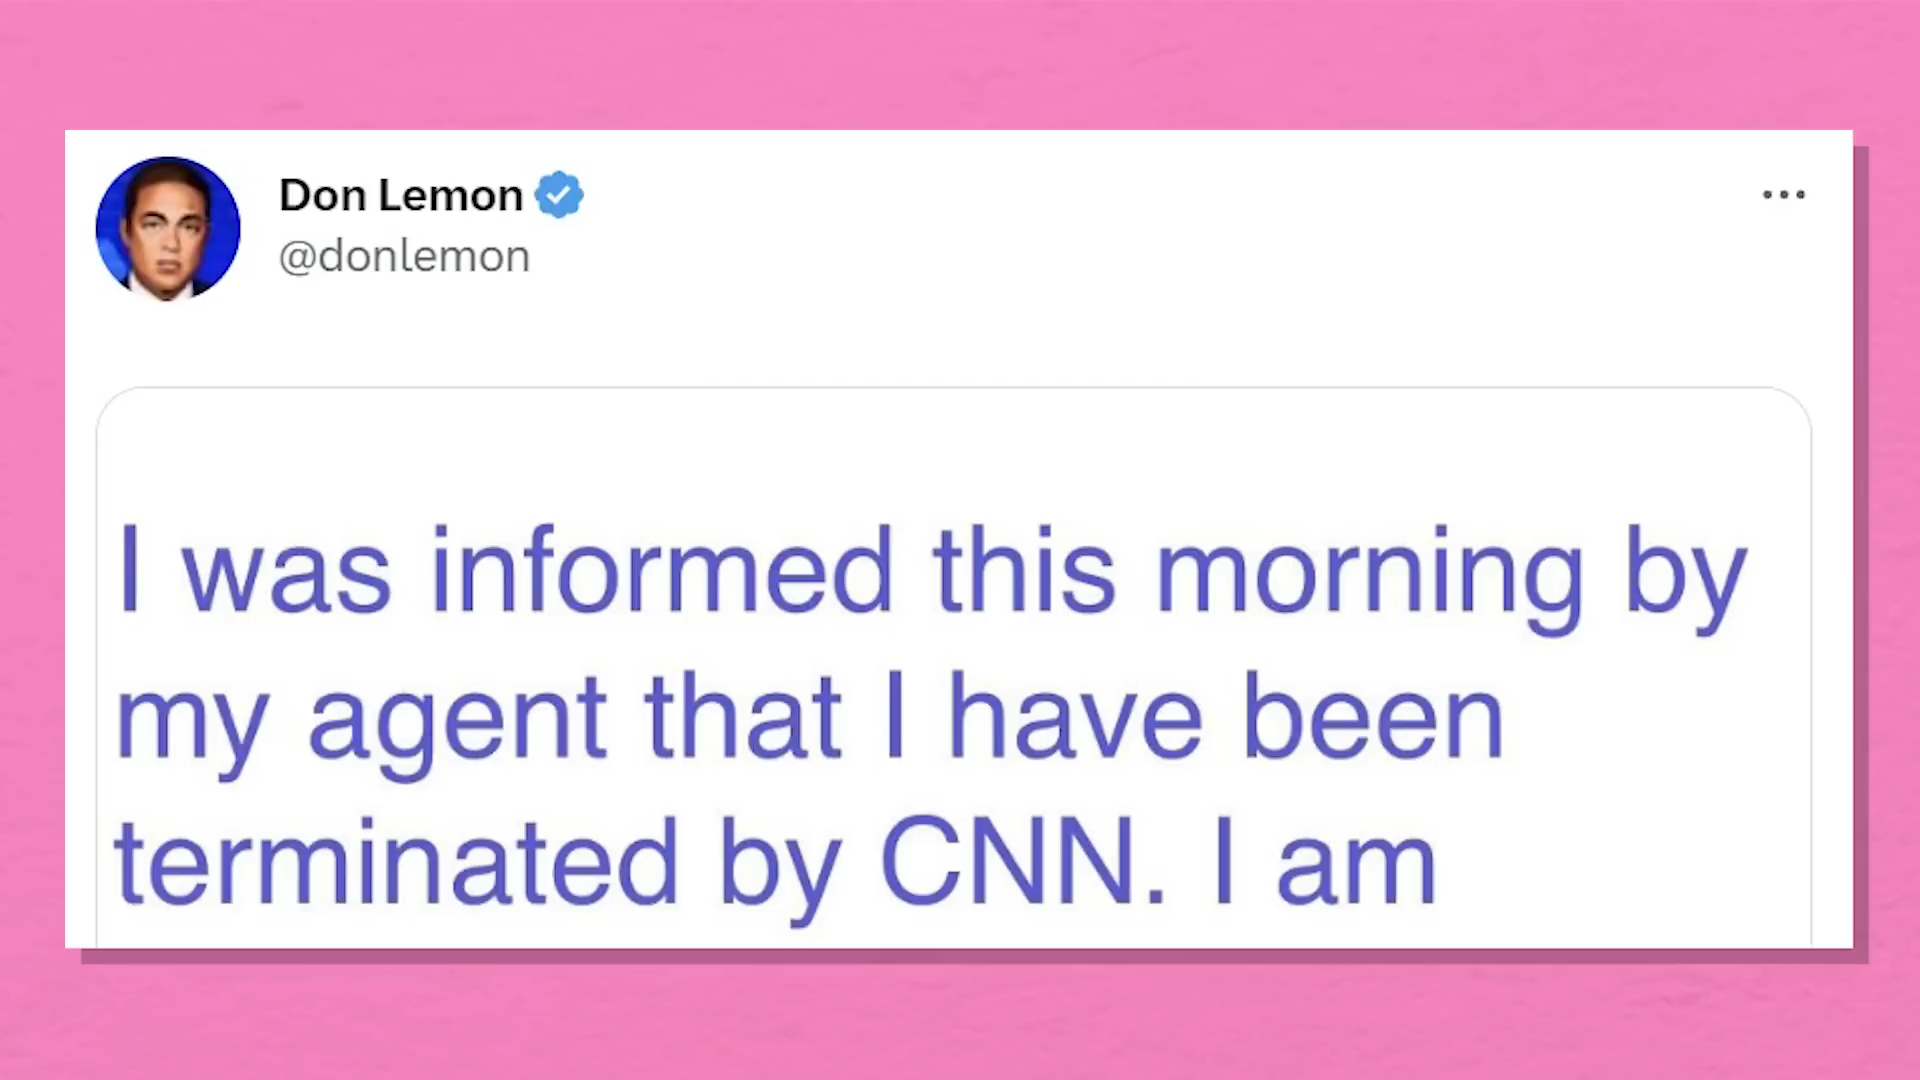 Don Lemon
@donlemon
I was informed this morning by
my agent that I have been
terminated by CNN. I am